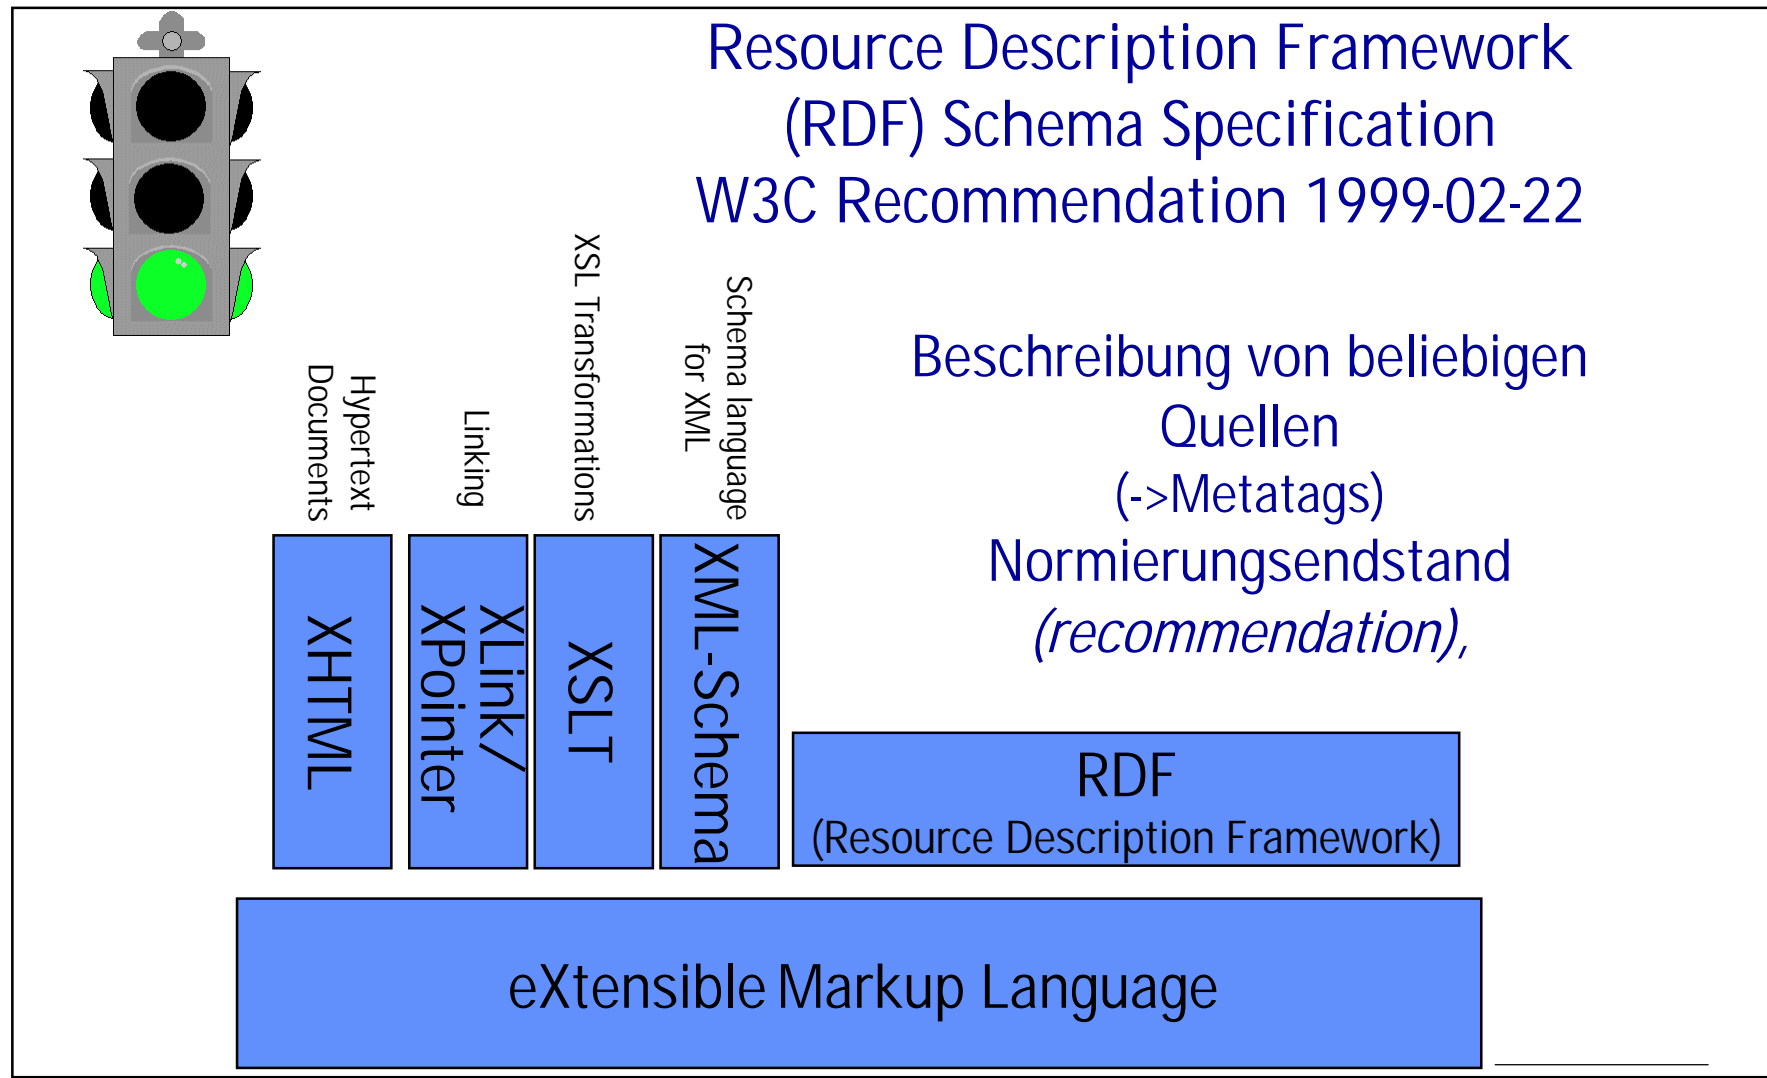 Resource Description Framework
(RDF) Schema Specification
W3C Recommendation 1999-02-22
Beschreibung von beliebigen
Quellen
(->Metatags)
Normierungsendstand
(recommendation),
Hypertext
Documents
Linking
XSL Transformations
Schema language
for XML
XHTML
XLink/
XPointer
XSLT
XML-Schema
RDF
(Resource Description Framework)
eXtensible Markup Language